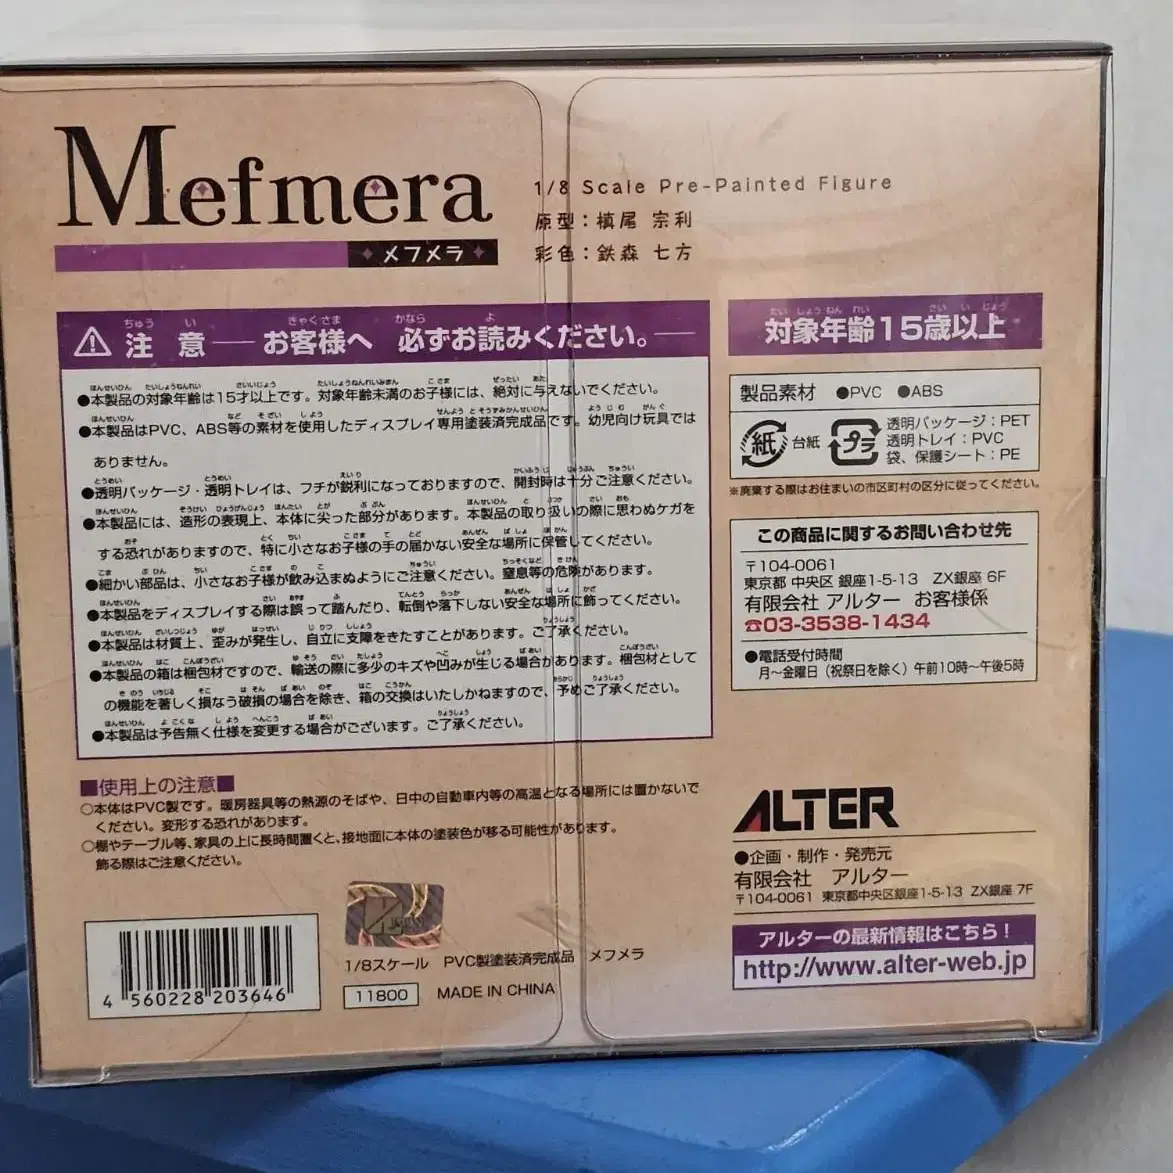 Mefmera
メフメラ
1/8 Scale Pre-Painted Figure
原型：槙尾 宗利
彩色：鉄森 七方
注意 お客様へ 必ずお読みください。
●本製品の対象年齢は15才以上です。対象年齢未満のお子様には、絶対に与えないでください。
●本製品はPVC、ABS等の素材を使用したディスプレイ専用塗装済完成品です。幼児向け玩具では
ありません。
●透明パッケージ・透明トレイは、フチが鋭利になっておりますので、開封時は十分ご注意ください。
●本製品には、造形の表現上、本体に尖った部分があります。本製品の取り扱いの際に思わぬケガを
する恐れがありますので、特に小さなお子様の手の届かない安全な場所に保管してください。
●細かい部品は、小さなお子様が飲み込まぬようにご注意ください。窒息等の危険があります。
●本製品をディスプレイする際は誤って踏んだり、転倒や落下しない安全な場所に飾ってください。
●本製品は材質上、歪みが発生し、自立に支障をきたすことがあります。ご了承ください。
●本製品の箱は梱包材ですので、輸送の際に多少のキズや凹みが生じる場合があります。梱包材として
の機能を著しく損なう破損の場合を除き、箱の交換はいたしかねますので、予めご了承ください。
●本製品は予告無く仕様を変更する場合がございます。ご了承ください。
■使用上の注意■
○本体はPVC製です。暖房器具等の熱源のそばや、日中の自動車内等の高温となる場所には置かないで
ください。変形する恐れがあります。
○棚やテーブル等、家具の上に長時間置くと、接地面に本体の塗装色が移る可能性があります。
飾る際はご注意ください。
4 560228 203646
1/8スケール PVC製塗装済完成品 メフメラ
11800 MADE IN CHINA
対象年齢15歳以上
製品素材 ●PVC ●ABS
紙 台紙 プラ
透明パッケージ：PET
透明トレイ：PVC
袋、保護シート：PE
※廃棄する際はお住まいの市区町村の区分に従ってください。
この商品に関するお問い合わせ先
〒104-0061
東京都 中央区 銀座1-5-13 ZX銀座 6F
有限会社 アルター お客様係
☎03-3538-1434
●電話受付時間
月〜金曜日（祝祭日を除く）午前10時〜午後5時
ALTER
●企画・制作・発売元
有限会社 アルター
〒104-0061 東京都中央区銀座1-5-13 ZX銀座 7F
アルターの最新情報はこちら！
http://www.alter-web.jp